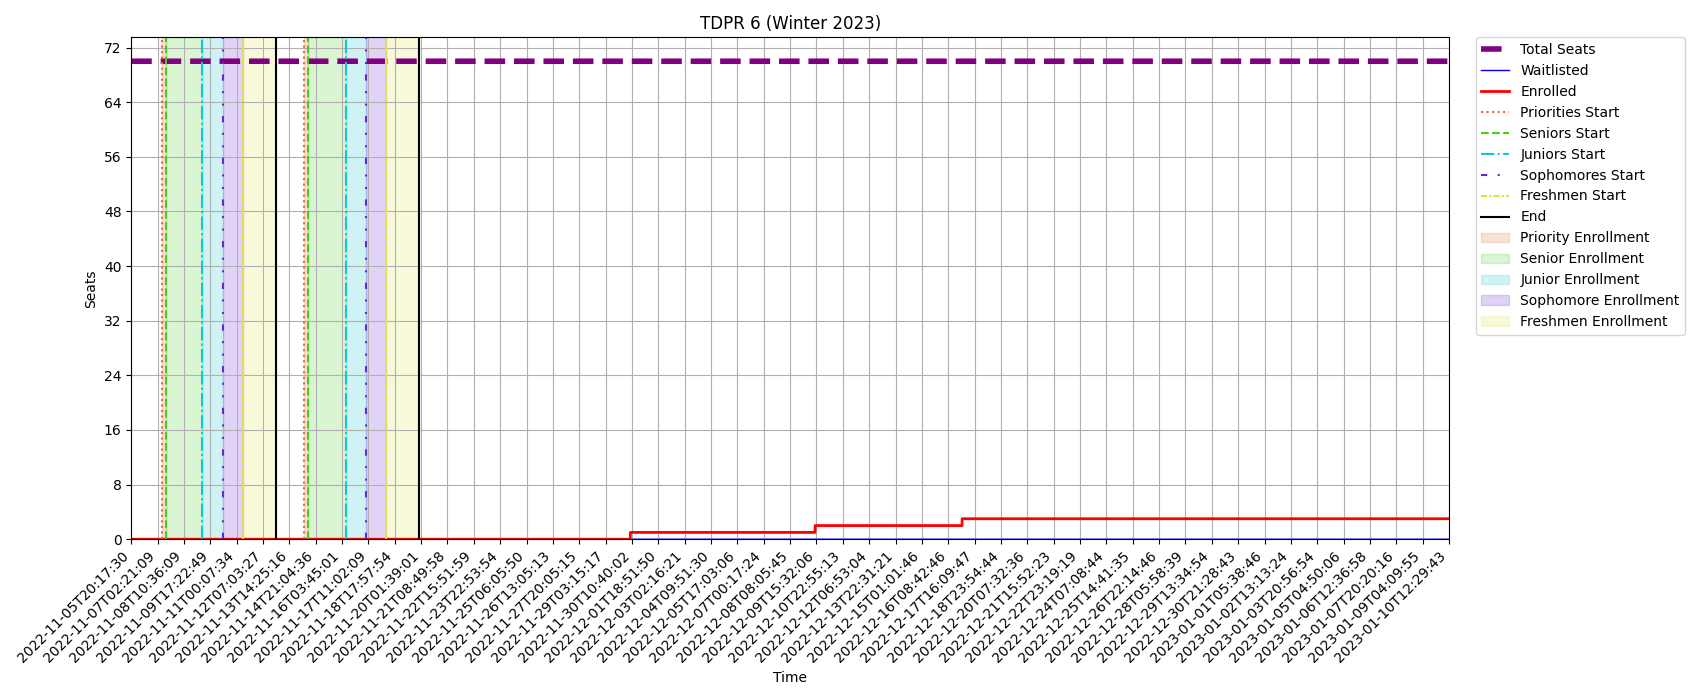 TDPR 6 (Winter 2023)
Total Seats
Waitlisted
Enrolled
Priorities Start
Seniors Start
Juniors Start
Sophomores Start
Freshmen Start
End
Priority Enrollment
Senior Enrollment
Junior Enrollment
Sophomore Enrollment
Freshmen Enrollment
72
64
56
48
40
32
24
16
8
0
Seats
2022-11-05T20:17:30
2022-11-07T02:21:09
2022-11-08T10:36:09
2022-11-09T17:22:49
2022-11-11T00:07:34
2022-11-12T07:03:27
2022-11-13T14:25:16
2022-11-14T21:04:36
2022-11-16T03:45:01
2022-11-17T11:02:09
2022-11-18T17:57:54
2022-11-20T01:39:01
2022-11-21T08:49:58
2022-11-22T15:51:59
2022-11-23T22:53:54
2022-11-25T06:05:50
2022-11-26T13:05:13
2022-11-27T20:05:15
2022-11-29T03:15:17
2022-11-30T10:40:02
2022-12-01T18:51:50
2022-12-03T02:16:21
2022-12-04T09:51:30
2022-12-05T17:03:06
2022-12-07T00:17:24
2022-12-08T08:05:45
2022-12-09T15:32:06
2022-12-10T22:55:13
2022-12-12T06:53:04
2022-12-13T22:31:21
2022-12-15T01:01:46
2022-12-16T08:42:46
2022-12-17T16:09:47
2022-12-18T23:54:44
2022-12-20T07:32:36
2022-12-21T15:52:23
2022-12-22T23:19:19
2022-12-24T07:08:44
2022-12-25T14:41:35
2022-12-26T22:14:46
2022-12-28T05:58:39
2022-12-29T13:34:54
2022-12-30T21:28:43
2023-01-01T05:38:46
2023-01-02T13:13:24
2023-01-03T20:56:54
2023-01-05T04:50:06
2023-01-06T12:36:58
2023-01-07T20:20:16
2023-01-09T04:09:55
2023-01-10T12:29:43
Time